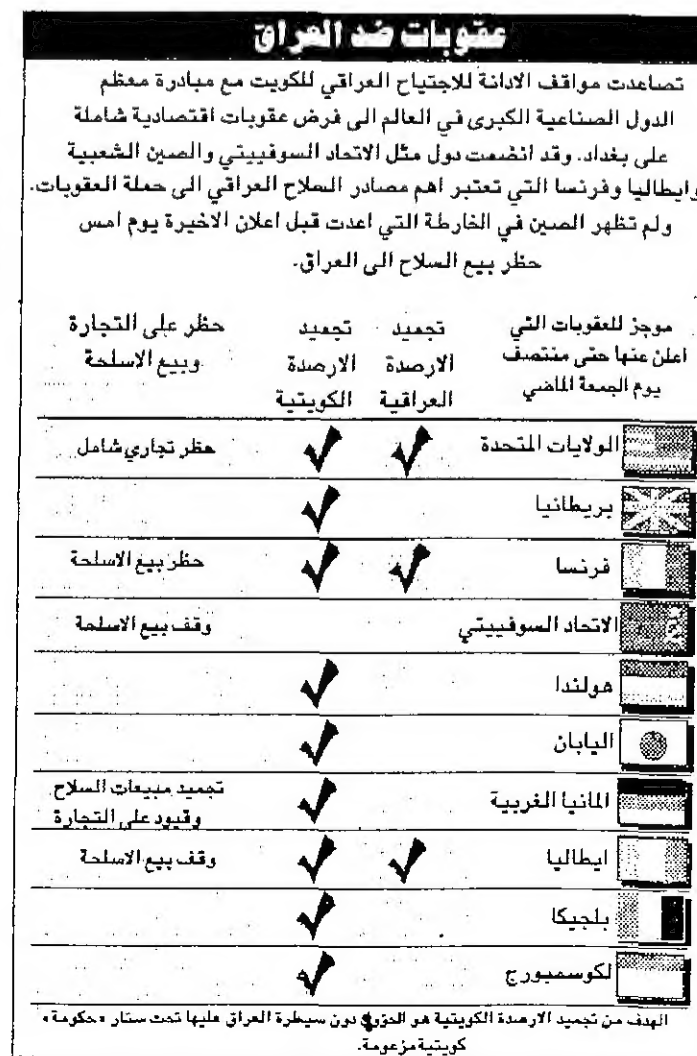 عقوبات ضد العراق
تصاعدت مواقف الادانة للاجتياح العراقي للكويت مع مبادرة معظم
الدول الصناعية الكبرى في العالم الى فرض عقوبات اقتصادية شاملة
على بغداد. وقد انضمت دول مثل الاتحاد السوفييتي والصين الشعبية
وايطاليا وفرنسا التي تعتبر اهم مصادر السلاح العراقي الى حملة العقوبات.
ولم تظهر الصين في الخارطة التي اعدت قبل اعلان الاخيرة يوم امس
حظر بيع السلاح الى العراق.
موجز للعقوبات التي تجميد تجميد حظر على التجارة
اعلن عنها حتى منتصف الارصدة الارصدة وبيع الاسلحة
يوم الجمعة الماضي العراقية الكويتية
الولايات المتحدة حظر تجاري شامل
بريطانيا
فرنسا حظر بيع الاسلحة
الاتحاد السوفييتي وقف بيع الاسلحة
هولندا
اليابان
المانيا الغربية تجميد مبيعات السلاح
وقيود على التجارة
ايطاليا وقف بيع الاسلحة
بلجيكا
لكوسمبورج
الهدف من تجميد الارصدة الكويتية هو دون سيطرة العراق عليها تحت ستار «حكومة»
كويتية مزعومة.